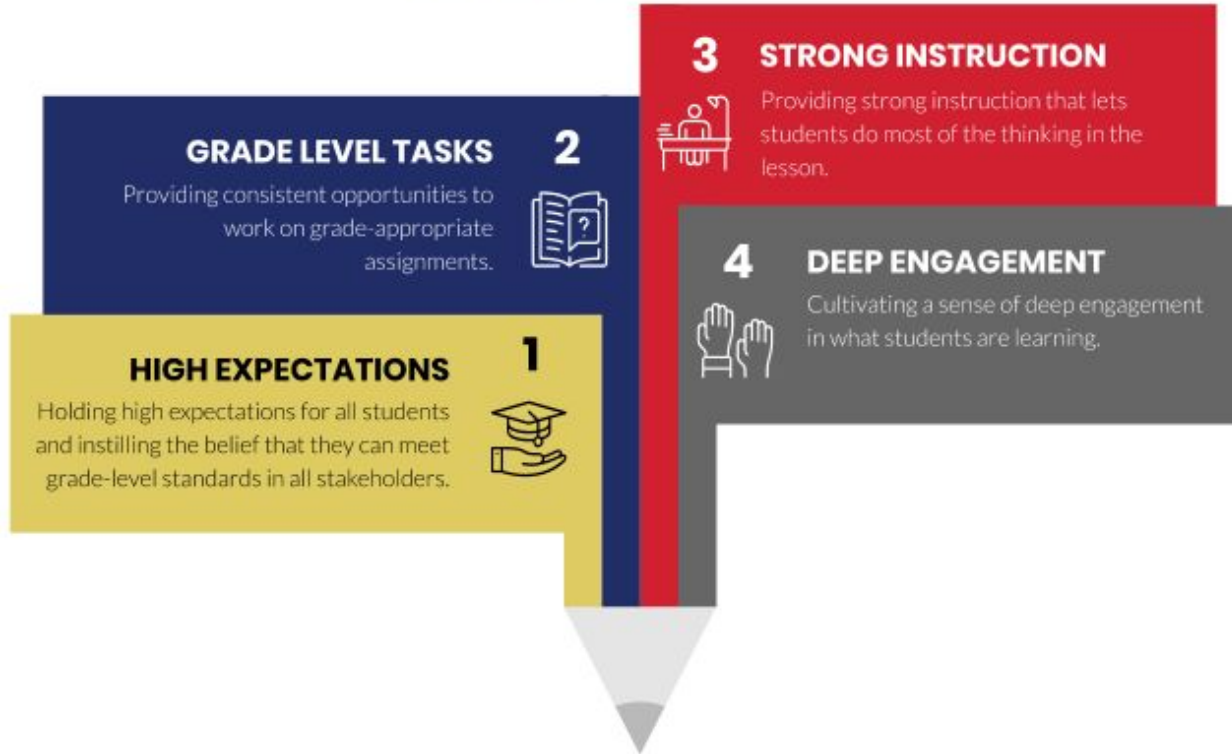 1
HIGH EXPECTATIONS
Holding high expectations for all students
and instilling the belief that they can meet
grade-level standards in all stakeholders.
2
GRADE LEVEL TASKS
Providing consistent opportunities to
work on grade-appropriate
assignments.
?
3
STRONG INSTRUCTION
Providing strong instruction that lets
students do most of the thinking in the
lesson.
4
DEEP ENGAGEMENT
Cultivating a sense of deep engagement
in what students are learning.